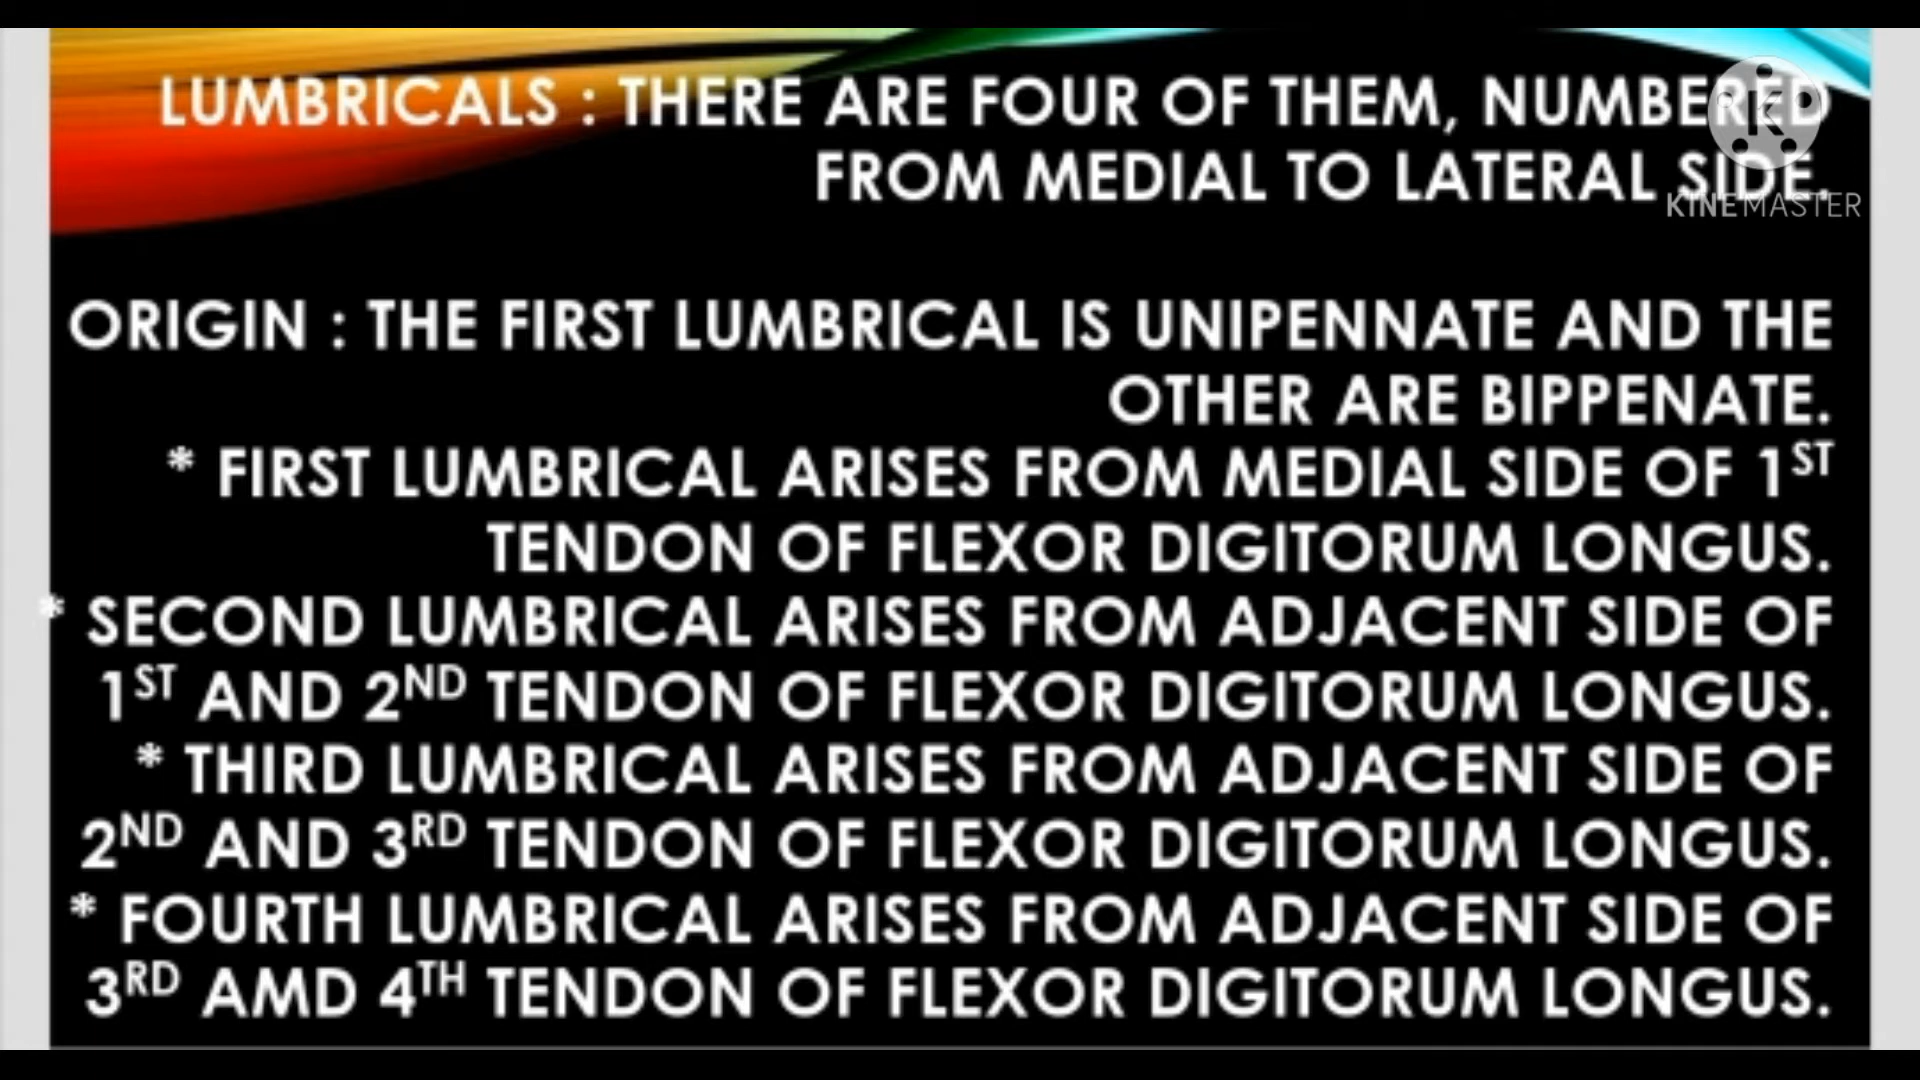 LUMBRICALS : THERE ARE FOUR OF THEM, NUMBERED
FROM MEDIAL TO LATERAL SIDE.
KINEMASTER
ORIGIN : THE FIRST LUMBRICAL IS UNIPENNATE AND THE
OTHER ARE BIPPENATE.
* FIRST LUMBRICAL ARISES FROM MEDIAL SIDE OF 1ST
TENDON OF FLEXOR DIGITORUM LONGUS.
* SECOND LUMBRICAL ARISES FROM ADJACENT SIDE OF
1ST AND 2ND TENDON OF FLEXOR DIGITORUM LONGUS.
* THIRD LUMBRICAL ARISES FROM ADJACENT SIDE OF
2ND AND 3RD TENDON OF FLEXOR DIGITORUM LONGUS.
* FOURTH LUMBRICAL ARISES FROM ADJACENT SIDE OF
3RD AMD 4TH TENDON OF FLEXOR DIGITORUM LONGUS.